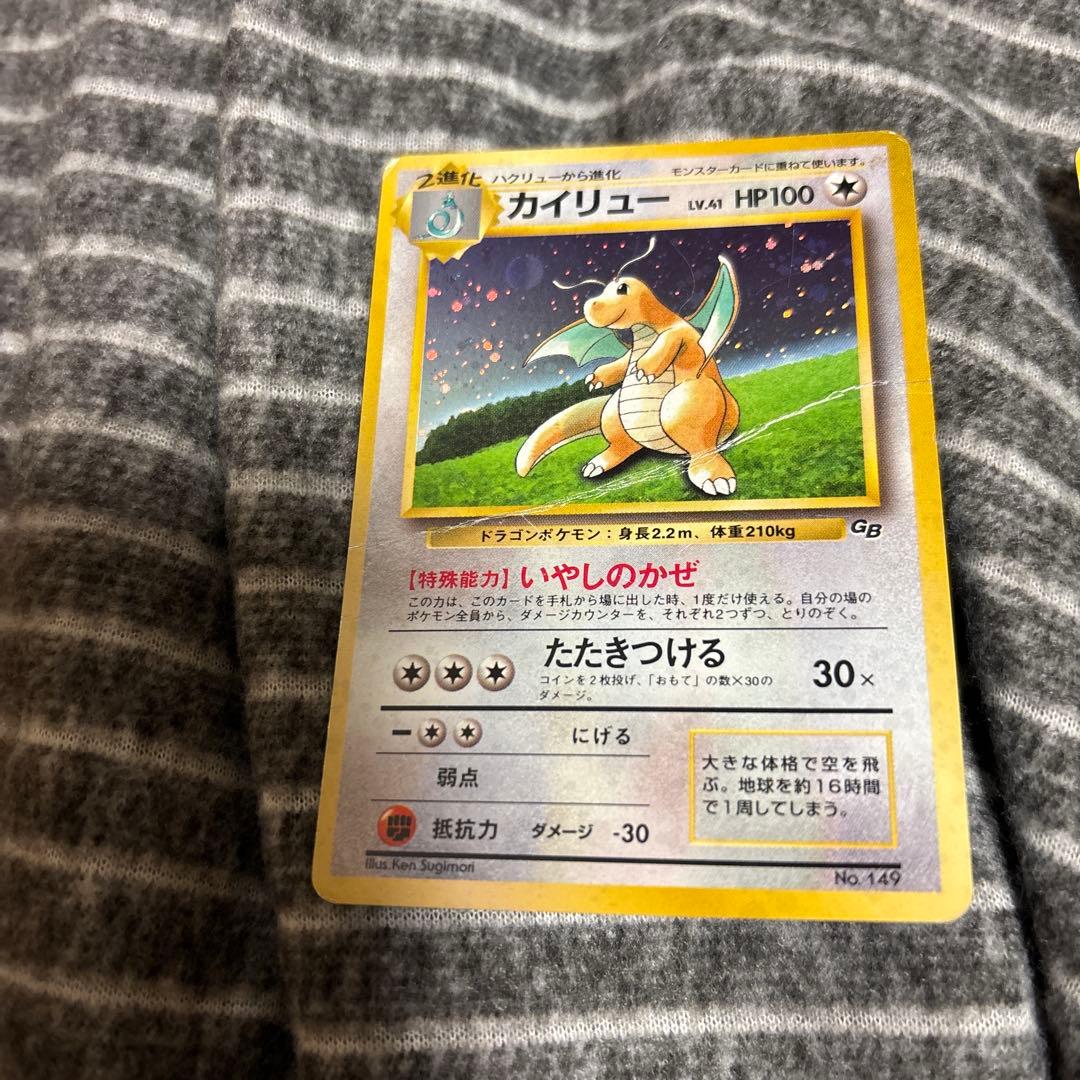 2進化 ハクリューから進化 モンスターカードに重ねて使います。
カイリュー LV.41 HP100
ドラゴンポケモン：身長2.2m、体重210kg
GB
【特殊能力】いやしのかぜ
この力は、このカードを手札から場に出した時、1度だけ使える。自分の場の
ポケモン全員から、ダメージカウンターを、それぞれ2つずつ、とりのぞく。
たたきつける 30×
コインを2枚投げ、「おもて」の数×30の
ダメージ。
− にげる
弱点
抵抗力 ダメージ -30
大きな体格で空を飛
ぶ。地球を約16時間
で1周してしまう。
Illus.Ken Sugimori
No.149